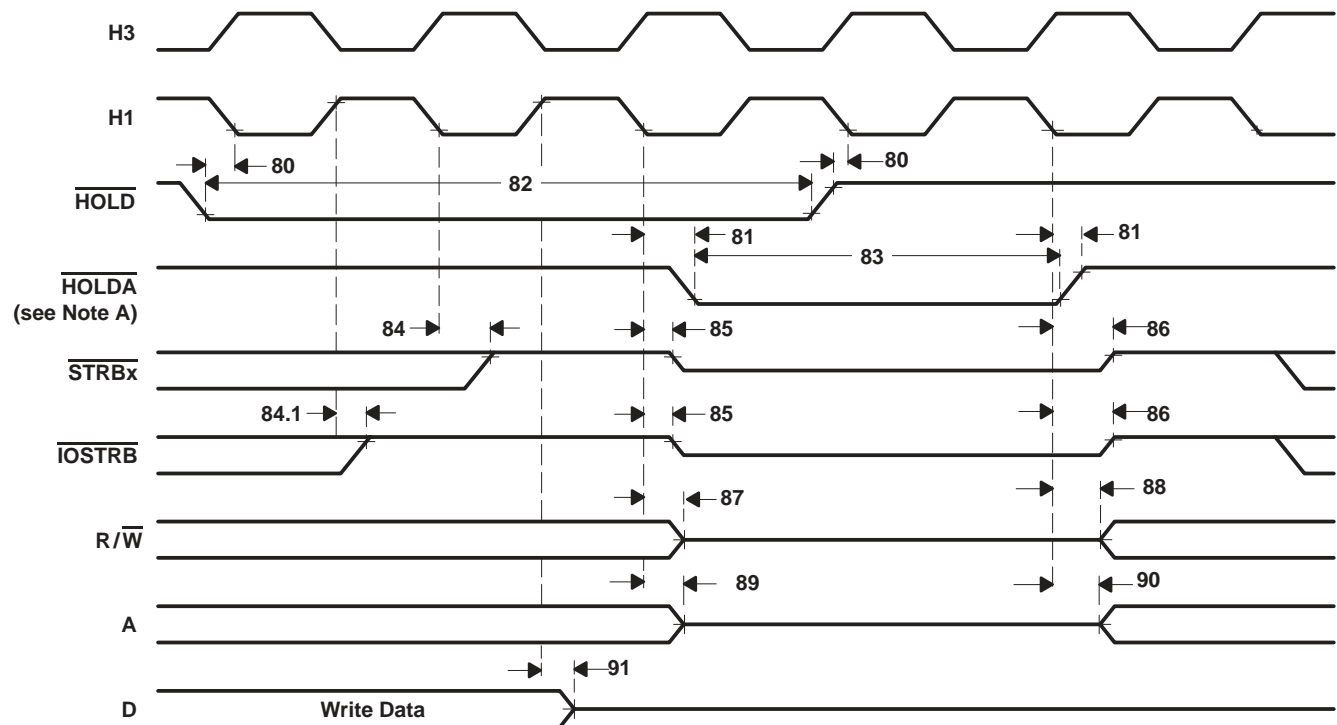 H3
H1
80
80
HOLD
82
81
81
83
HOLDA
(see Note A)
84
85
86
STRBx
84.1
85
86
IOSTRB
87
88
R/W
89
90
A
91
D
Write Data